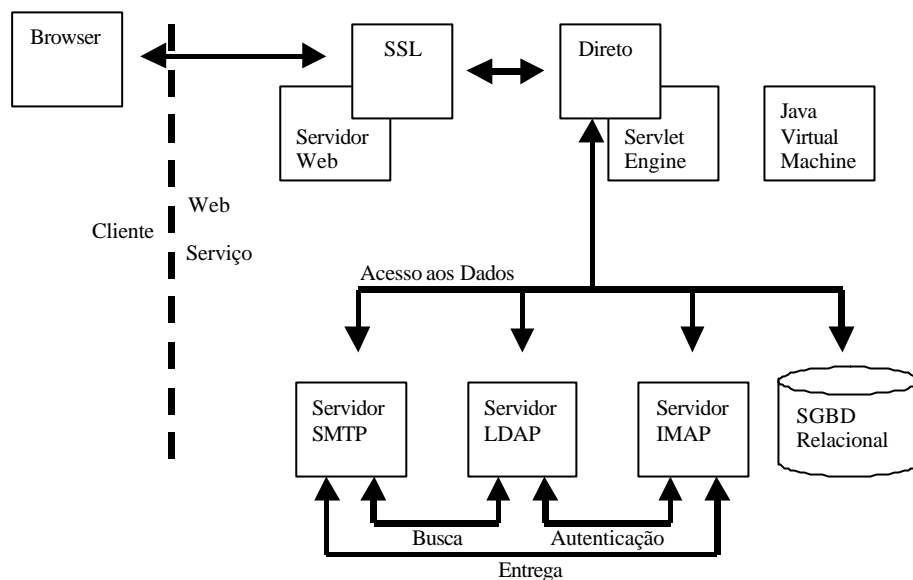 Browser
SSL
Direto
Servidor
Web
Servlet
Engine
Java
Virtual
Machine
Cliente
Web
Serviço
Acesso aos Dados
Servidor
SMTP
Servidor
LDAP
Servidor
IMAP
SGBD
Relacional
Busca
Autenticação
Entrega